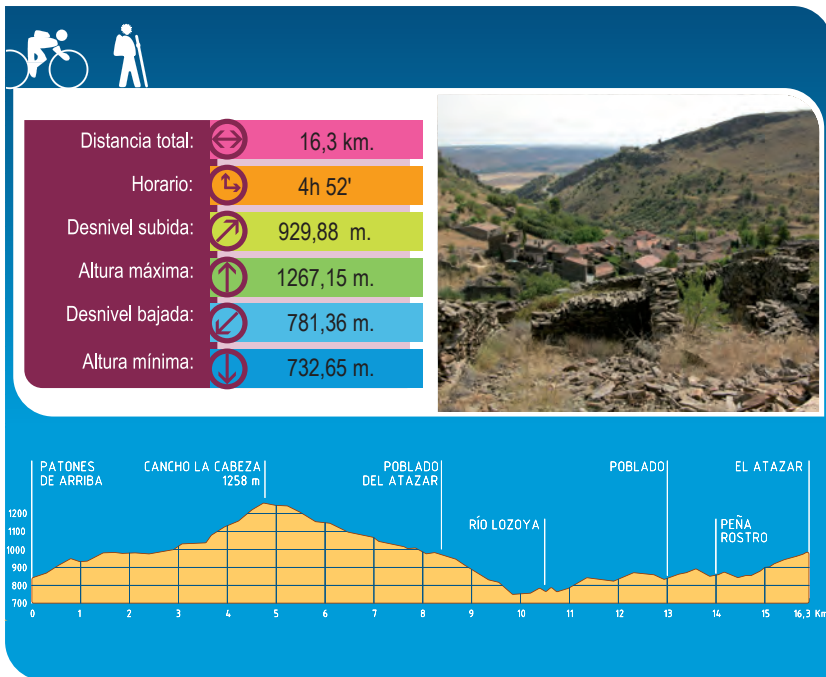 Distancia total: 16,3 km.
Horario: 4h 52'
Desnivel subida: 929,88 m.
Altura máxima: 1267,15 m.
Desnivel bajada: 781,36 m.
Altura mínima: 732,65 m.
PATONES
DE ARRIBA
CANCHO LA CABEZA
1258 m
POBLADO
DEL ATAZAR
RÍO LOZOYA
POBLADO
PEÑA
ROSTRO
EL ATAZAR
1200
1100
1000
900
800
700
0 1 2 3 4 5 6 7 8 9 10 11 12 13 14 15 16,3 Km